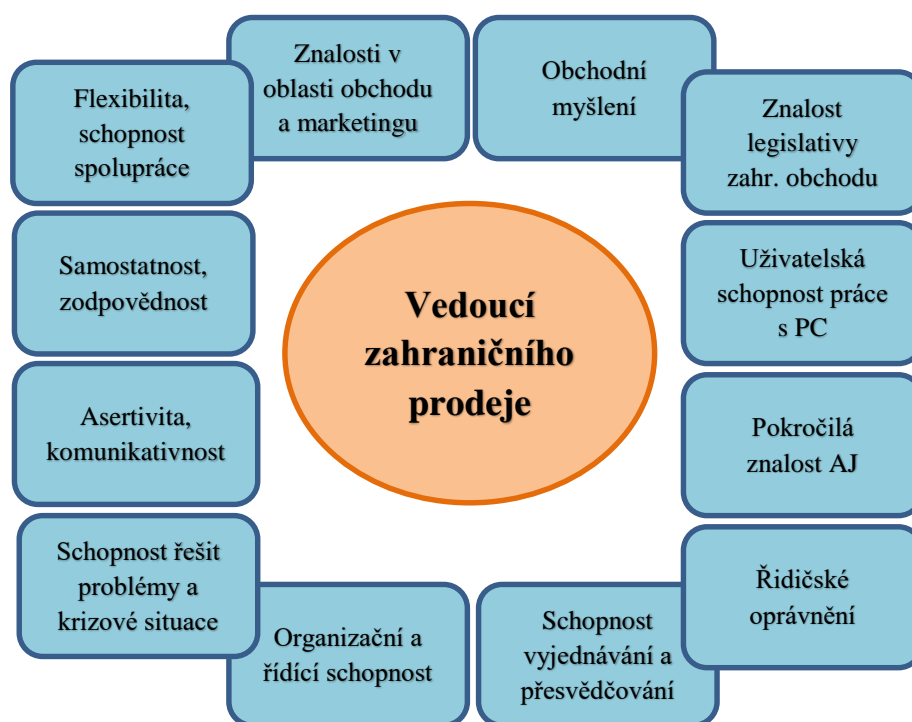 Znalosti v
oblasti obchodu
a marketingu
Obchodní
myšlení
Flexibilita,
schopnost
spolupráce
Znalost
legislativy
zahr. obchodu
Samostatnost,
zodpovědnost
Uživatelská
schopnost práce
s PC
Vedoucí
zahraničního
prodeje
Asertivita,
komunikativnost
Pokročilá
znalost AJ
Schopnost řešit
problémy a
krizové situace
Řidičské
oprávnění
Organizační a
řídící schopnost
Schopnost
vyjednávání a
přesvědčování